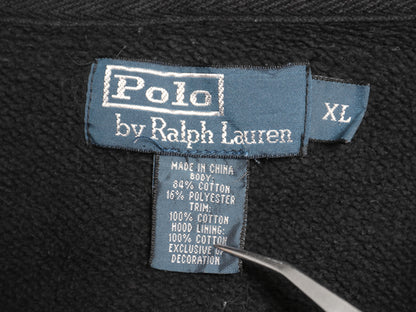 Polo
by Ralph Lauren
XL
MADE IN CHINA
BODY:
84% COTTON
16% POLYESTER
TRIM:
100% COTTON
HOOD LINING:
100% COTTON
EXCLUSIVE OF
DECORATION